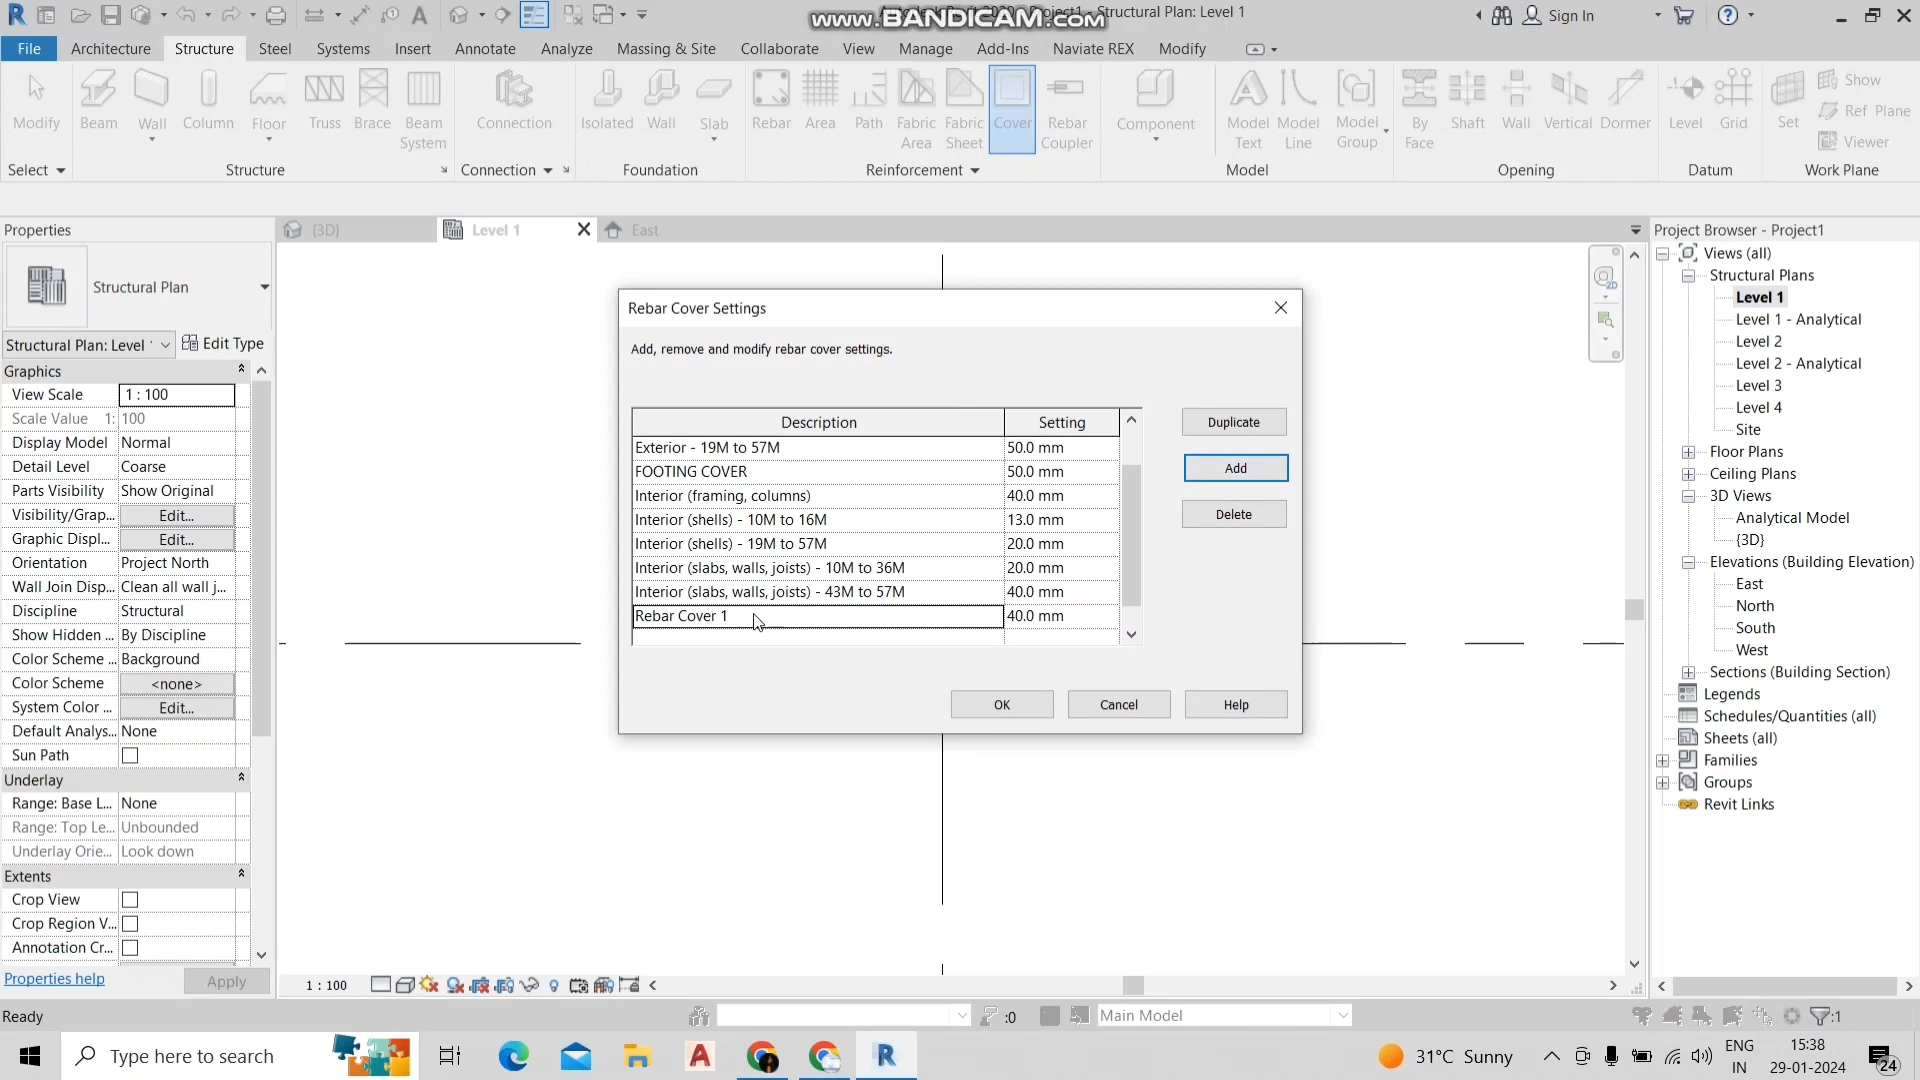 www.BANDICAM.com
Project1 - Structural Plan: Level 1
Sign In
File
Architecture
Structure
Steel
Systems
Insert
Annotate
Analyze
Massing & Site
Collaborate
View
Manage
Add-Ins
Naviate REX
Modify
Modify
Beam
Wall
Column
Floor
Truss
Brace
Beam
System
Connection
Isolated
Wall
Slab
Rebar
Area
Path
Fabric
Area
Fabric
Sheet
Cover
Rebar
Coupler
Component
Model
Text
Model
Line
Model
Group
By
Face
Shaft
Wall
Vertical
Dormer
Level
Grid
Set
Show
Ref Plane
Viewer
Select
Structure
Connection
Foundation
Reinforcement
Model
Opening
Datum
Work Plane
Properties
{3D}
Level 1
East
Project Browser - Project1
Structural Plan
Structural Plan: Level
Edit Type
Graphics
View Scale 1 : 100
Scale Value 1: 100
Display Model Normal
Detail Level Coarse
Parts Visibility Show Original
Visibility/Grap... Edit...
Graphic Displ... Edit...
Orientation Project North
Wall Join Disp... Clean all wall j...
Discipline Structural
Show Hidden ... By Discipline
Color Scheme ... Background
Color Scheme <none>
System Color ... Edit...
Default Analys... None
Sun Path
Underlay
Range: Base L... None
Range: Top Le... Unbounded
Underlay Orie... Look down
Extents
Crop View
Crop Region V...
Annotation Cr...
Properties help
Apply
Rebar Cover Settings
Add, remove and modify rebar cover settings.
Description Setting
Exterior - 19M to 57M 50.0 mm
FOOTING COVER 50.0 mm
Interior (framing, columns) 40.0 mm
Interior (shells) - 10M to 16M 13.0 mm
Interior (shells) - 19M to 57M 20.0 mm
Interior (slabs, walls, joists) - 10M to 36M 20.0 mm
Interior (slabs, walls, joists) - 43M to 57M 40.0 mm
Rebar Cover 1 40.0 mm
Duplicate
Add
Delete
OK
Cancel
Help
2D
Views (all)
Structural Plans
Level 1
Level 1 - Analytical
Level 2
Level 2 - Analytical
Level 3
Level 4
Site
Floor Plans
Ceiling Plans
3D Views
Analytical Model
{3D}
Elevations (Building Elevation)
East
North
South
West
Sections (Building Section)
Legends
Schedules/Quantities (all)
Sheets (all)
Families
Groups
Revit Links
1 : 100
Ready
:0
Main Model
:1
Type here to search
31°C Sunny
ENG
IN
15:38
29-01-2024
24